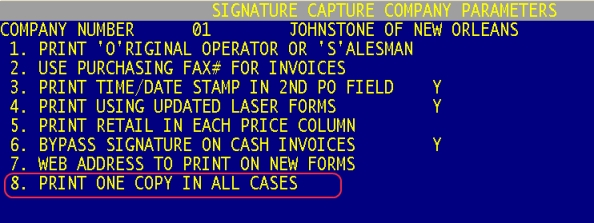 SIGNATURE CAPTURE COMPANY PARAMETERS
COMPANY NUMBER 01 JOHNSTONE OF NEW ORLEANS
1. PRINT 'O'RIGINAL OPERATOR OR 'S'ALESMAN
2. USE PURCHASING FAX# FOR INVOICES
3. PRINT TIME/DATE STAMP IN 2ND PO FIELD Y
4. PRINT USING UPDATED LASER FORMS Y
5. PRINT RETAIL IN EACH PRICE COLUMN
6. BYPASS SIGNATURE ON CASH INVOICES Y
7. WEB ADDRESS TO PRINT ON NEW FORMS
8. PRINT ONE COPY IN ALL CASES